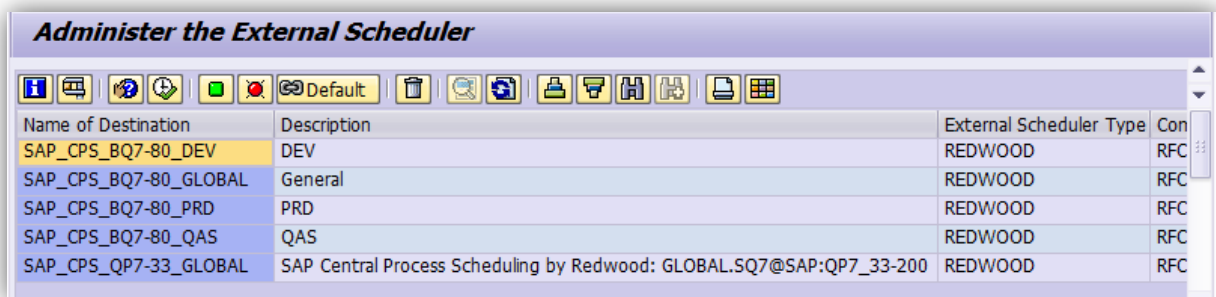 Administer the External Scheduler
Default
Name of Destination Description External Scheduler Type Con
SAP_CPS_BQ7-80_DEV DEV REDWOOD RFC
SAP_CPS_BQ7-80_GLOBAL General REDWOOD RFC
SAP_CPS_BQ7-80_PRD PRD REDWOOD RFC
SAP_CPS_BQ7-80_QAS QAS REDWOOD RFC
SAP_CPS_QP7-33_GLOBAL SAP Central Process Scheduling by Redwood: GLOBAL.SQ7@SAP:QP7_33-200 REDWOOD RFC